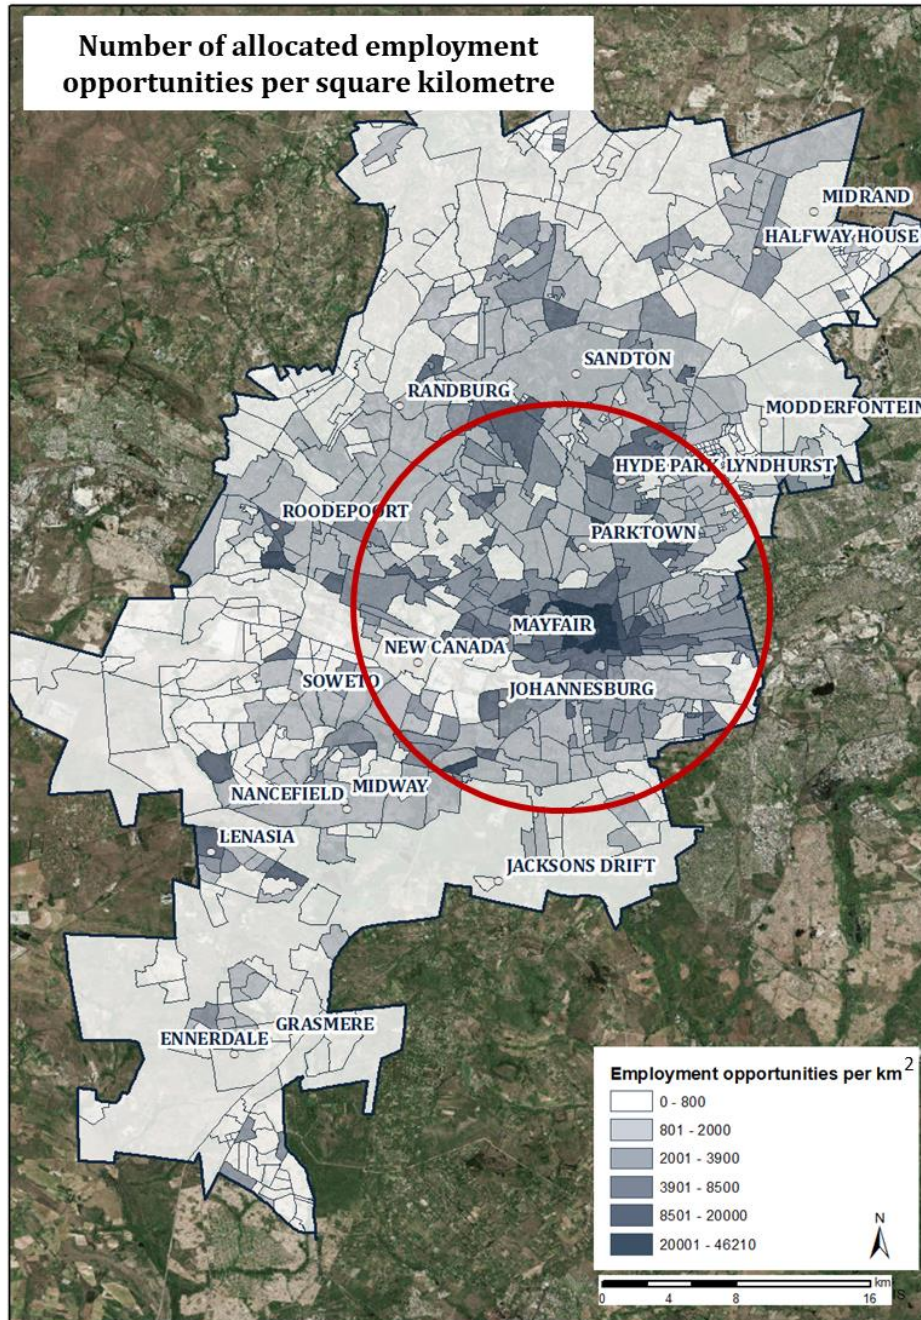 Number of allocated employment
opportunities per square kilometre
MIDRAND
HALFWAY HOUSE
SANDTON
RANDBURG
MODDERFONTEIN
HYDE PARK
LYNDHURST
ROODEPOORT
PARKTOWN
MAYFAIR
NEW CANADA
SOWETO
JOHANNESBURG
NANCEFIELD
MIDWAY
LENASIA
JACKSONS DRIFT
GRASMERE
ENNERDALE
Employment opportunities per km2
0 - 800
801 - 2000
2001 - 3900
3901 - 8500
8501 - 20000
20001 - 46210
N
km
0 4 8 16